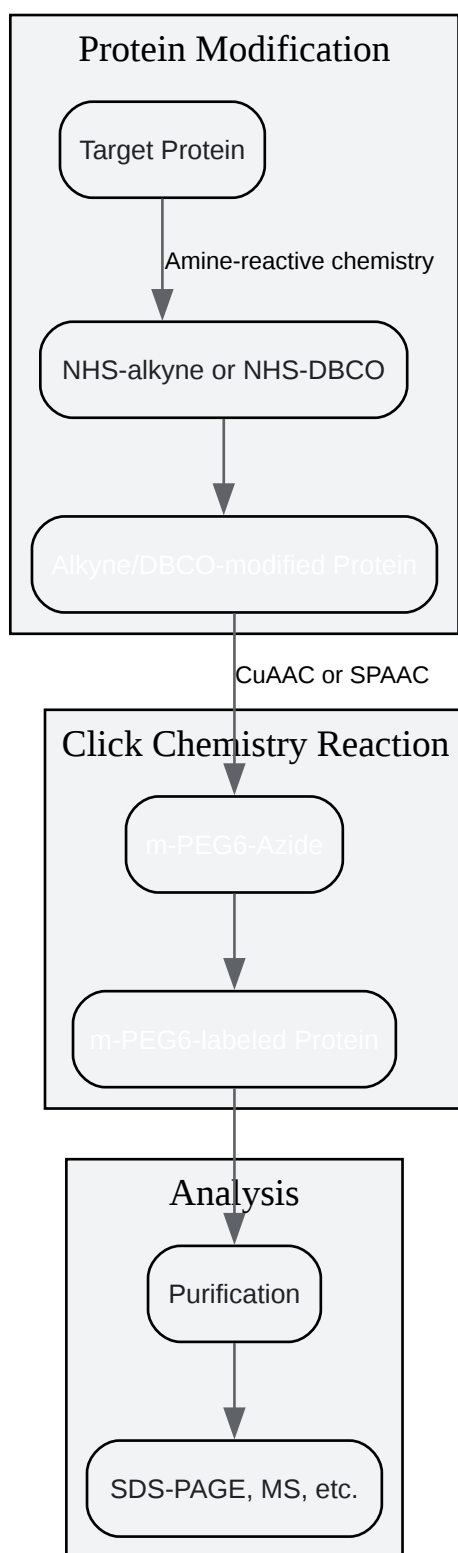 Protein Modification
Target Protein
Amine-reactive chemistry
NHS-alkyne or NHS-DBCO
Alkyne/DBCO-modified Protein
CuAAC or SPAAC
Click Chemistry Reaction
m-PEG6-Azide
m-PEG6-labeled Protein
Analysis
Purification
SDS-PAGE, MS, etc.